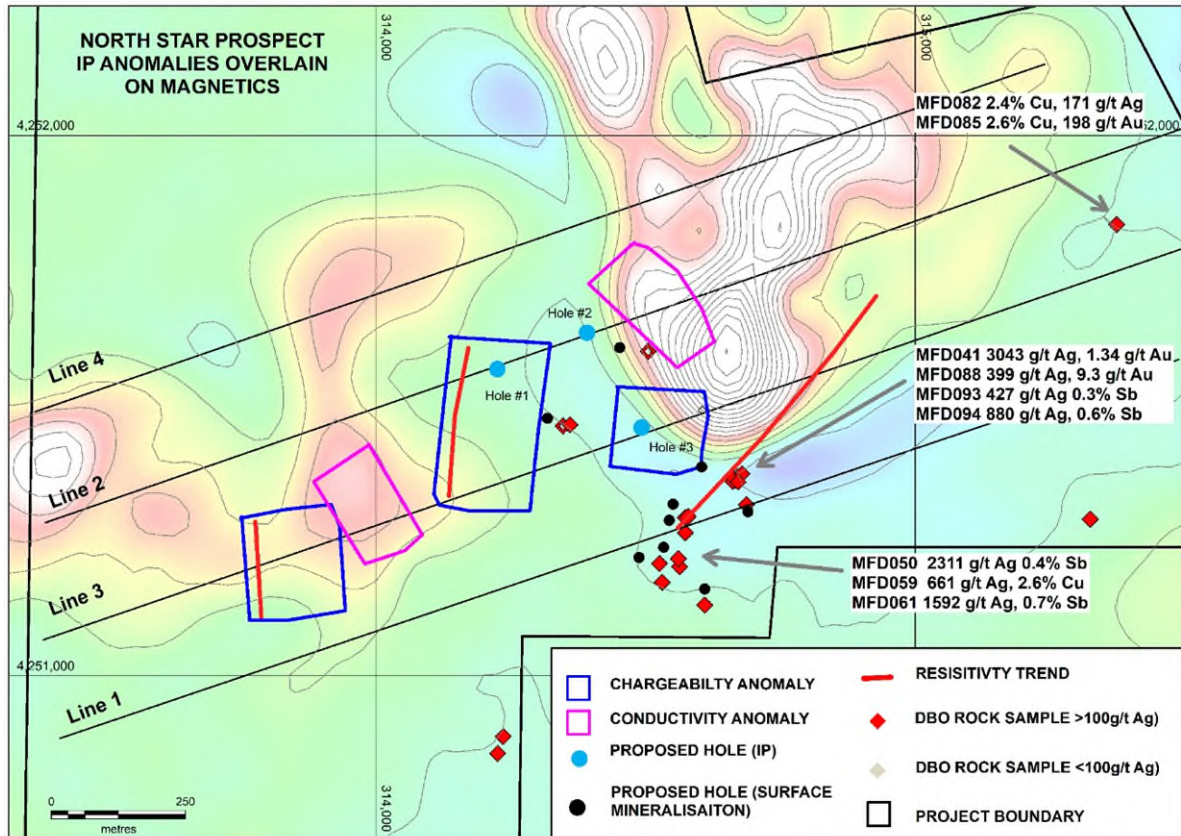 NORTH STAR PROSPECT
IP ANOMALIES OVERLAIN
ON MAGNETICS
314,000
315,000
4,252,000
MFD082 2.4% Cu, 171 g/t Ag
MFD085 2.6% Cu, 198 g/t Au
Line 4
Hole #2
Hole #1
MFD041 3043 g/t Ag, 1.34 g/t Au
MFD088 399 g/t Ag, 9.3 g/t Au
MFD093 427 g/t Ag 0.3% Sb
MFD094 880 g/t Ag, 0.6% Sb
Line 2
Hole #3
Line 3
MFD050 2311 g/t Ag 0.4% Sb
MFD059 661 g/t Ag, 2.6% Cu
MFD061 1592 g/t Ag, 0.7% Sb
4,251,000
Line 1
CHARGEABILTY ANOMALY
CONDUCTIVITY ANOMALY
PROPOSED HOLE (IP)
PROPOSED HOLE (SURFACE
MINERALISAITON)
RESISITIVTY TREND
DBO ROCK SAMPLE >100g/t Ag)
DBO ROCK SAMPLE <100g/t Ag)
PROJECT BOUNDARY
0 250
metres
314,000